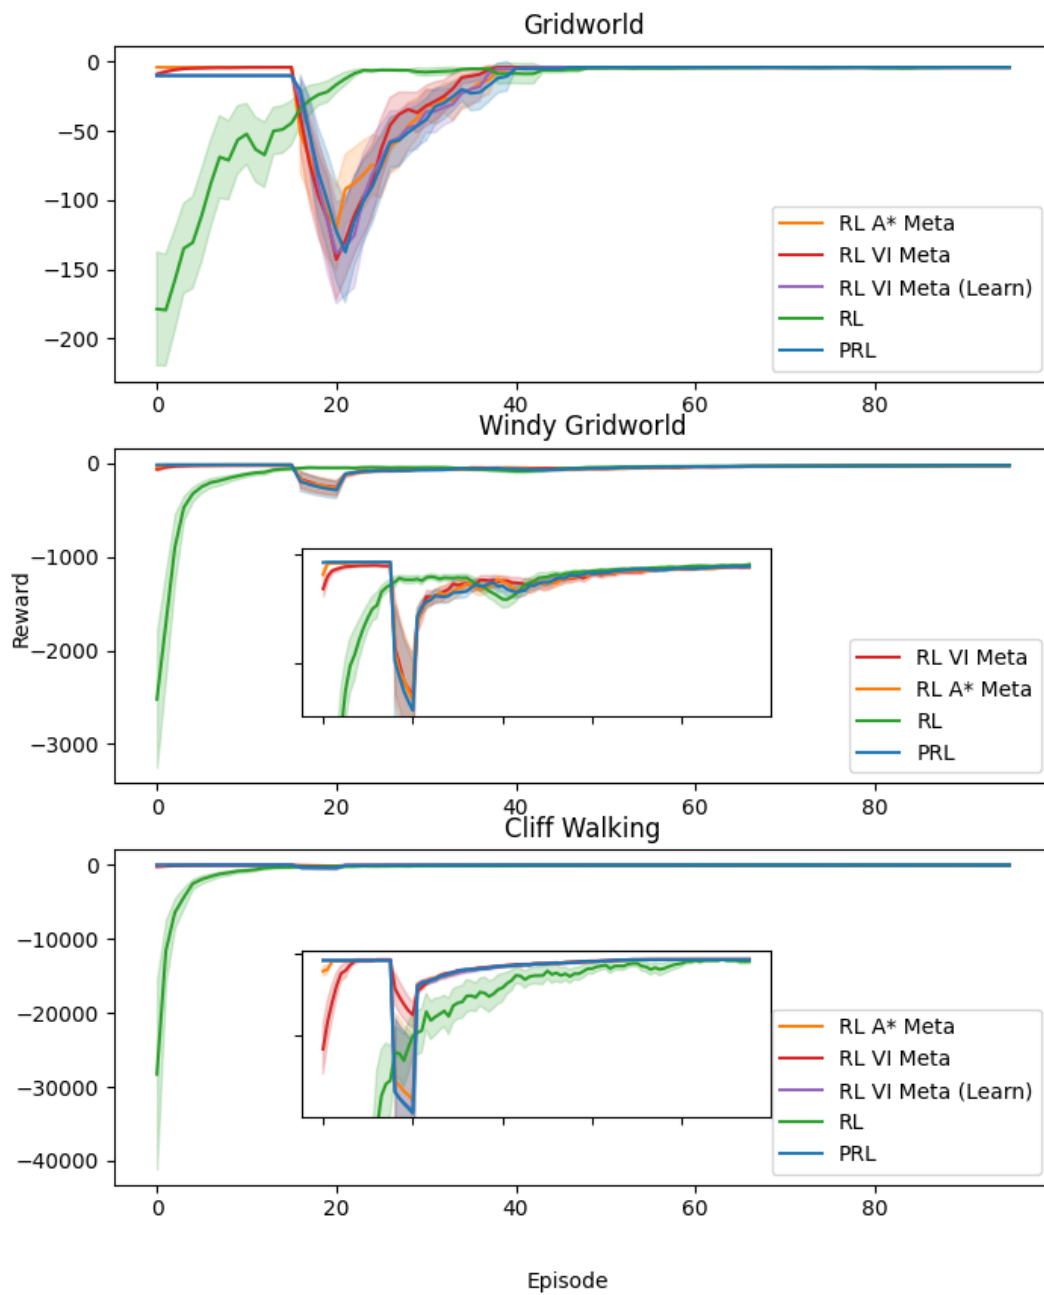 Gridworld
0
−50
−100
−150
−200
RL A* Meta
RL VI Meta
RL VI Meta (Learn)
RL
PRL
0 20 40 60 80
Windy Gridworld
0
−1000
−2000
−3000
Reward
RL VI Meta
RL A* Meta
RL
PRL
0 20 40 60 80
Cliff Walking
0
−10000
−20000
−30000
−40000
RL A* Meta
RL VI Meta
RL VI Meta (Learn)
RL
PRL
0 20 40 60 80
Episode